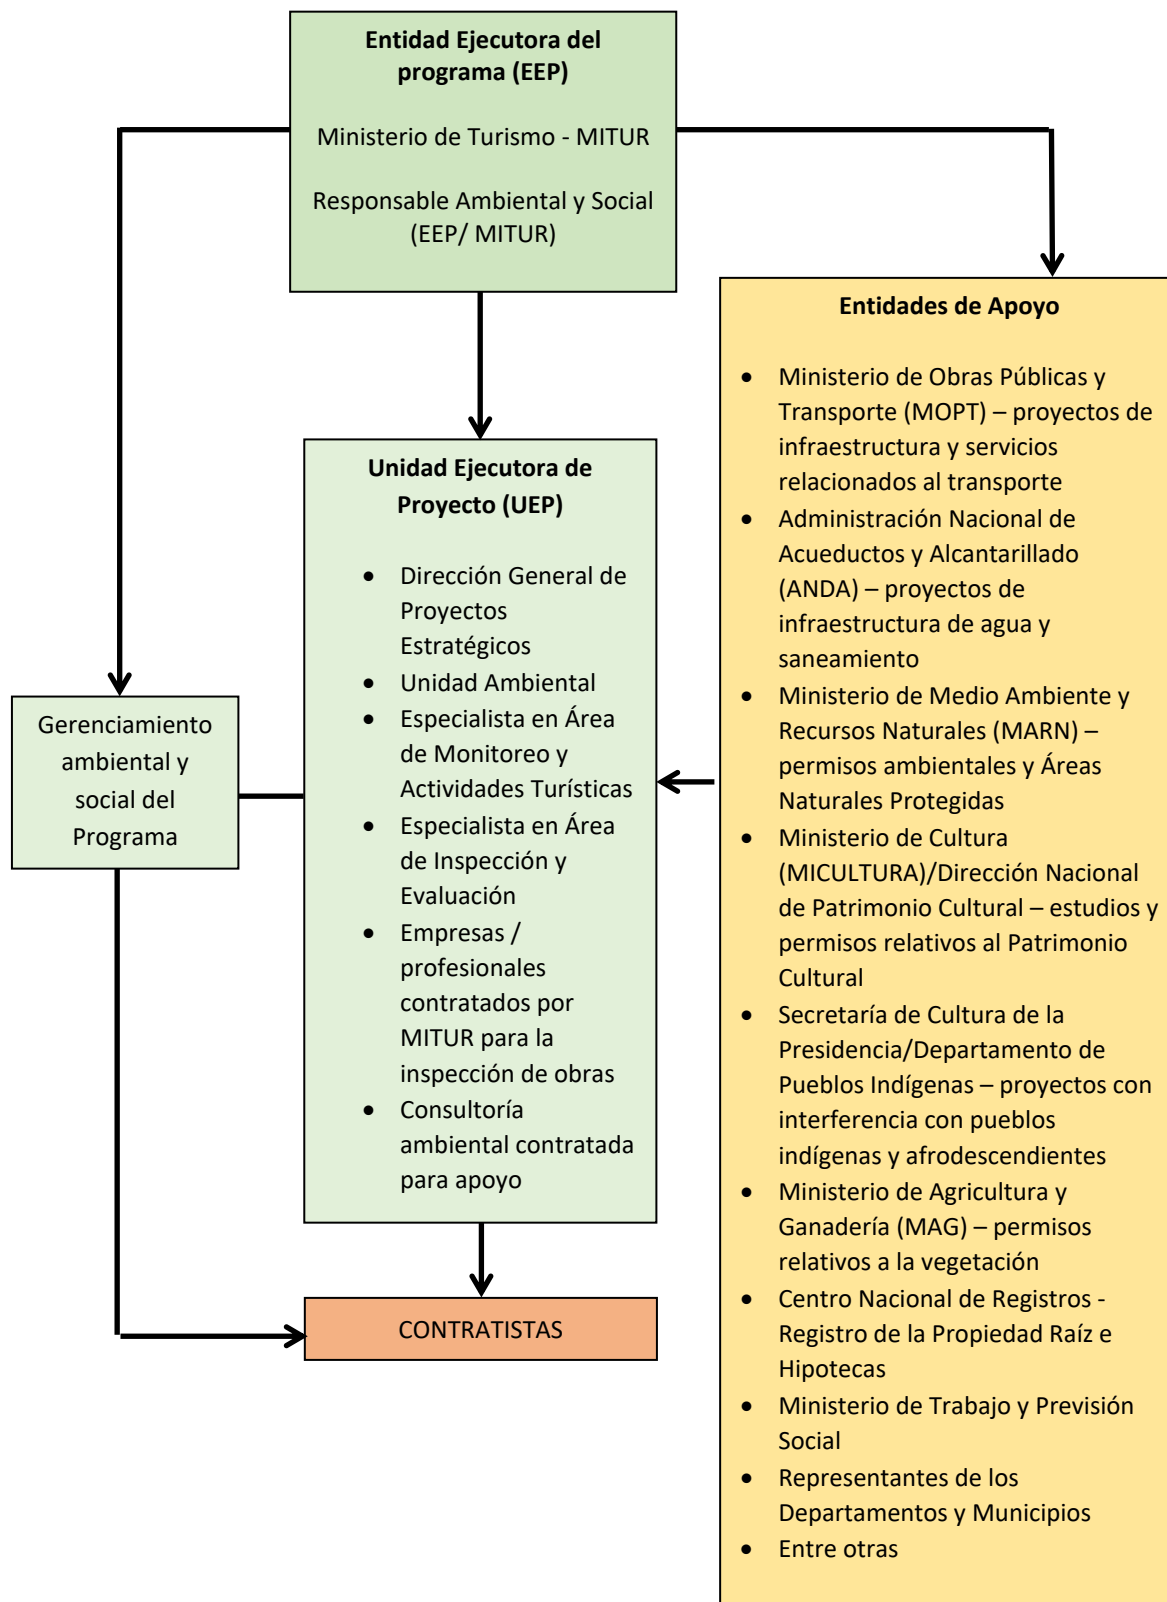 Entidad Ejecutora del
programa (EEP)
Ministerio de Turismo - MITUR
Responsable Ambiental y Social
(EEP/ MITUR)
Entidades de Apoyo
• Ministerio de Obras Públicas y
Transporte (MOPT) – proyectos de
infraestructura y servicios
relacionados al transporte
• Administración Nacional de
Acueductos y Alcantarillado
(ANDA) – proyectos de
infraestructura de agua y
saneamiento
• Ministerio de Medio Ambiente y
Recursos Naturales (MARN) –
permisos ambientales y Áreas
Naturales Protegidas
• Ministerio de Cultura
(MICULTURA)/Dirección Nacional
de Patrimonio Cultural – estudios y
permisos relativos al Patrimonio
Cultural
• Secretaría de Cultura de la
Presidencia/Departamento de
Pueblos Indígenas – proyectos con
interferencia con pueblos
indígenas y afrodescendientes
• Ministerio de Agricultura y
Ganadería (MAG) – permisos
relativos a la vegetación
• Centro Nacional de Registros -
Registro de la Propiedad Raíz e
Hipotecas
• Ministerio de Trabajo y Previsión
Social
• Representantes de los
Departamentos y Municipios
• Entre otras
Unidad Ejecutora de
Proyecto (UEP)
• Dirección General de
Proyectos
Estratégicos
• Unidad Ambiental
• Especialista en Área
de Monitoreo y
Actividades Turísticas
• Especialista en Área
de Inspección y
Evaluación
• Empresas /
profesionales
contratados por
MITUR para la
inspección de obras
• Consultoría
ambiental contratada
para apoyo
Gerenciamiento
ambiental y
social del
Programa
CONTRATISTAS